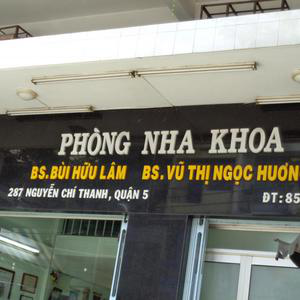 PHÒNG NHA KHOA
BS.BÙI HỮU LÂM BS.VŨ THỊ NGỌC HƯƠN
287 NGUYỄN CHÍ THANH, QUẬN 5 ĐT:85